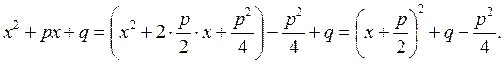 x² + px ÷ q = (x² + 2 · p/2 · x ÷ p²/4) − p²/4 + q = (x ÷ p/2)² + q − p²/4.